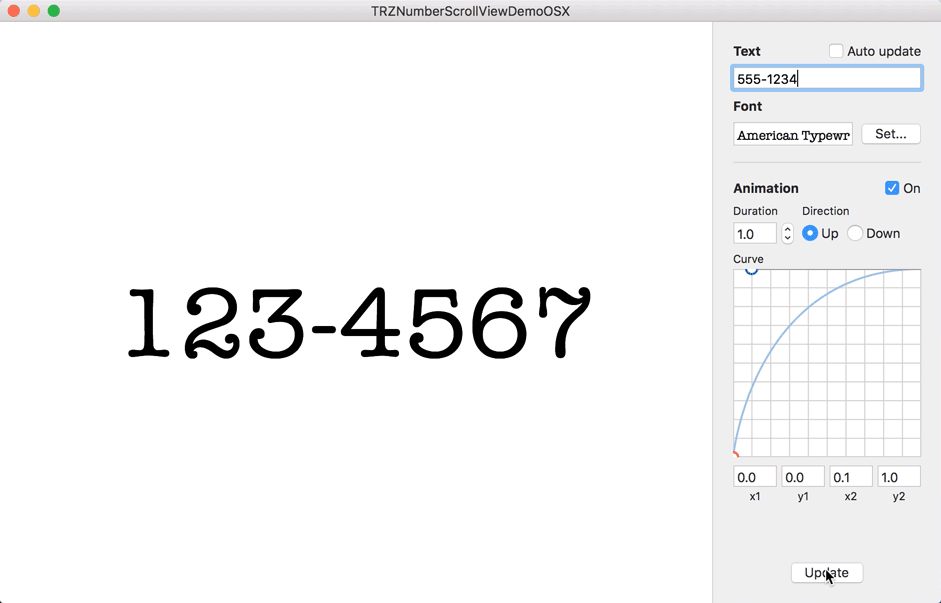 TRZNumberScrollViewDemoOSX
123-4567
Text Auto update
555-1234
Font
American Typewr Set...
Animation On
Duration Direction
1.0 Up Down
Curve
0.0 0.0 0.1 1.0
x1 y1 x2 y2
Update